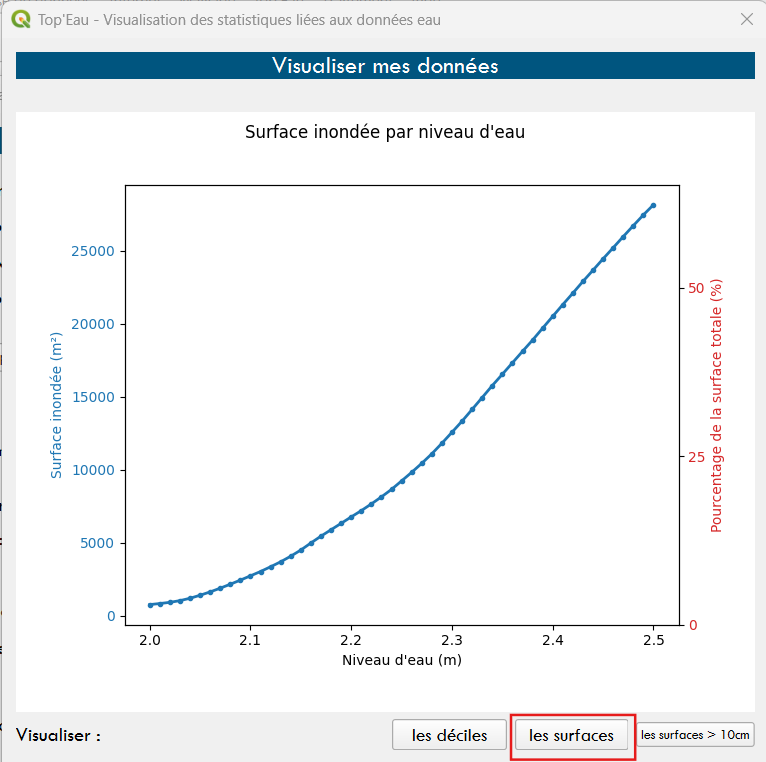 Top'Eau - Visualisation des statistiques liées aux données eau
Visualiser mes données
Surface inondée par niveau d'eau
25000
20000
15000
10000
5000
0
Surface inondée (m²)
50
25
0
Pourcentage de la surface totale (%)
2.0 2.1 2.2 2.3 2.4 2.5
Niveau d'eau (m)
Visualiser :
les déciles
les surfaces
les surfaces > 10cm